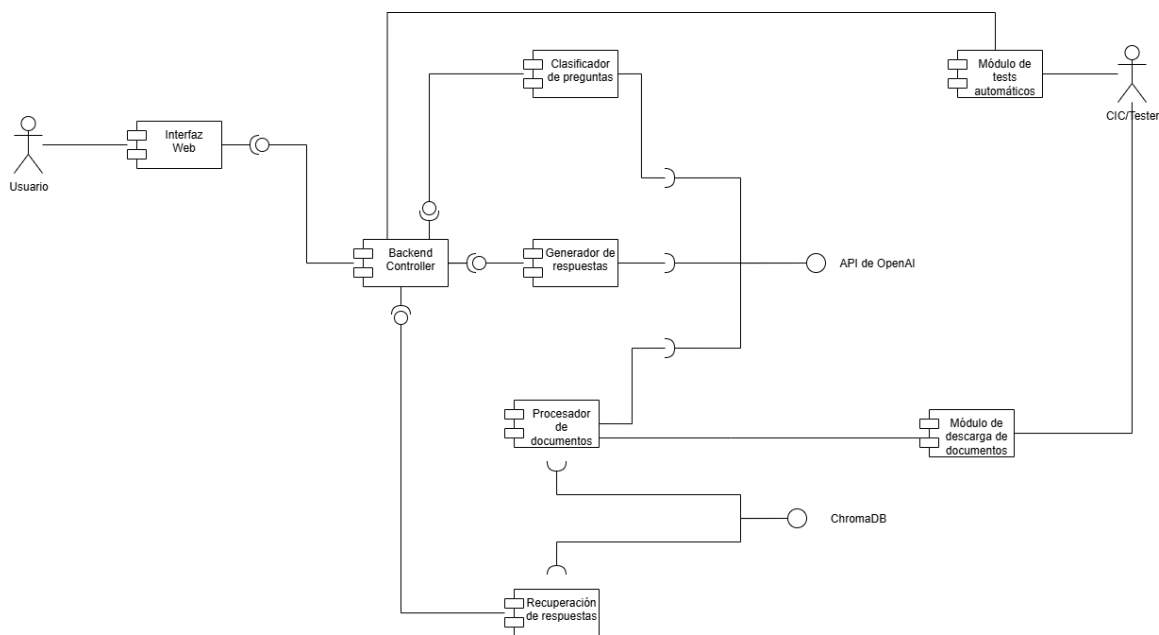 Clasificador
de preguntas
Módulo de
tests
automáticos
CIC/Tester
Interfaz
Web
Usuario
Backend
Controller
Generador de
respuestas
API de OpenAI
Procesador
de
documentos
Módulo de
descarga de
documentos
ChromaDB
Recuperación
de respuestas